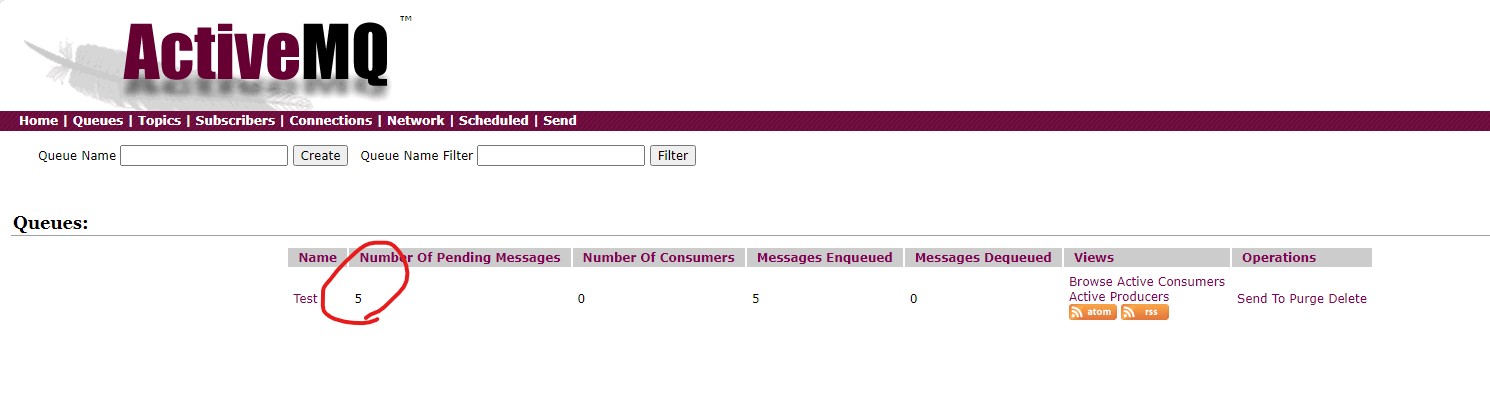 ActiveMQ™
Home | Queues | Topics | Subscribers | Connections | Network | Scheduled | Send
Queue Name Create Queue Name Filter Filter
Queues:
Name Number Of Pending Messages Number Of Consumers Messages Enqueued Messages Dequeued Views Operations
Test 5 0 5 0 Browse Active Consumers
Active Producers
atom rss
Send To Purge Delete